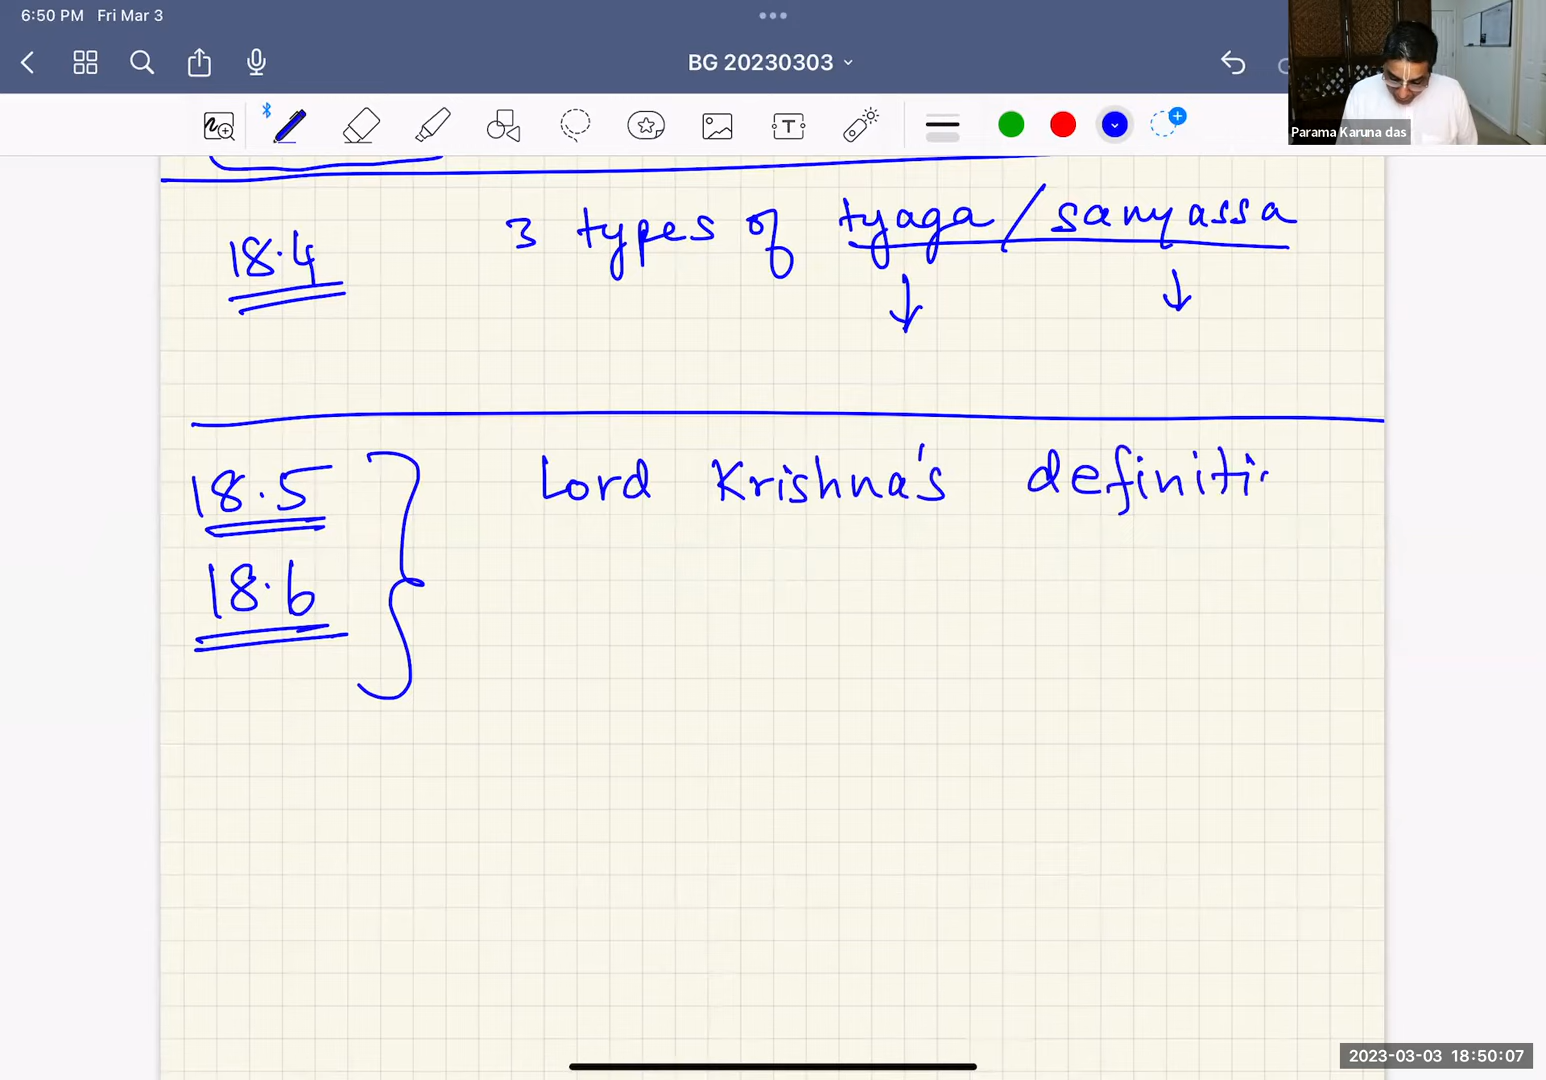 6:50 PM Fri Mar 3
BG 20230303
T
Parama Karuna das
3 types of tyaga / sanyassa
18.4
18.5 Lord Krishna's definiti
18.6
2023-03-03 18:50:07